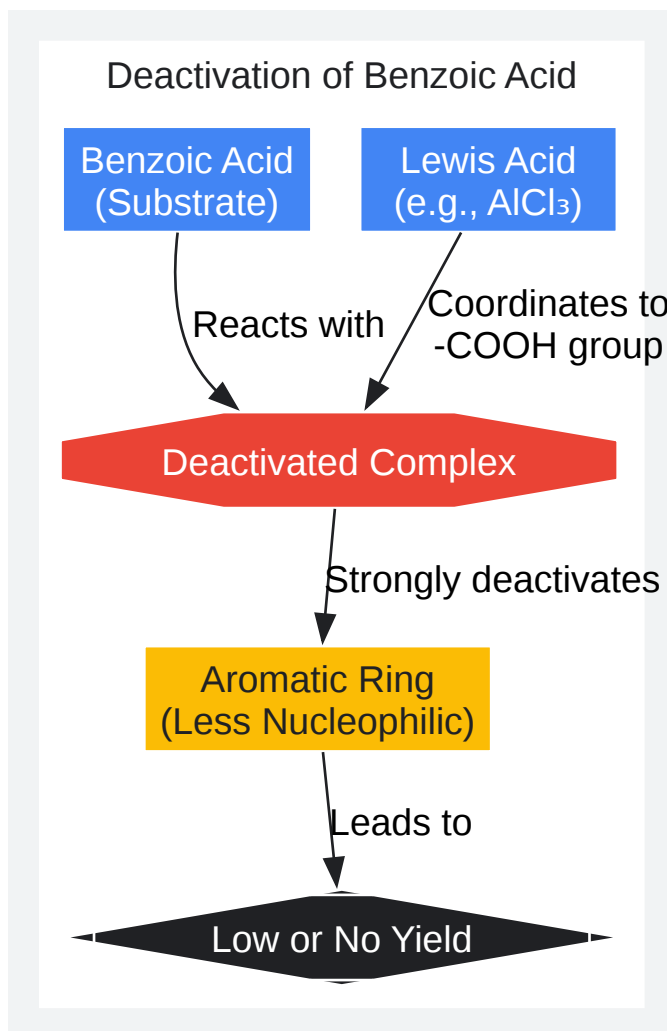 Deactivation of Benzoic Acid
Benzoic Acid
(Substrate)
Lewis Acid
(e.g., AlCl₃)
Reacts with
Coordinates to
-COOH group
Deactivated Complex
Strongly deactivates
Aromatic Ring
(Less Nucleophilic)
Leads to
Low or No Yield